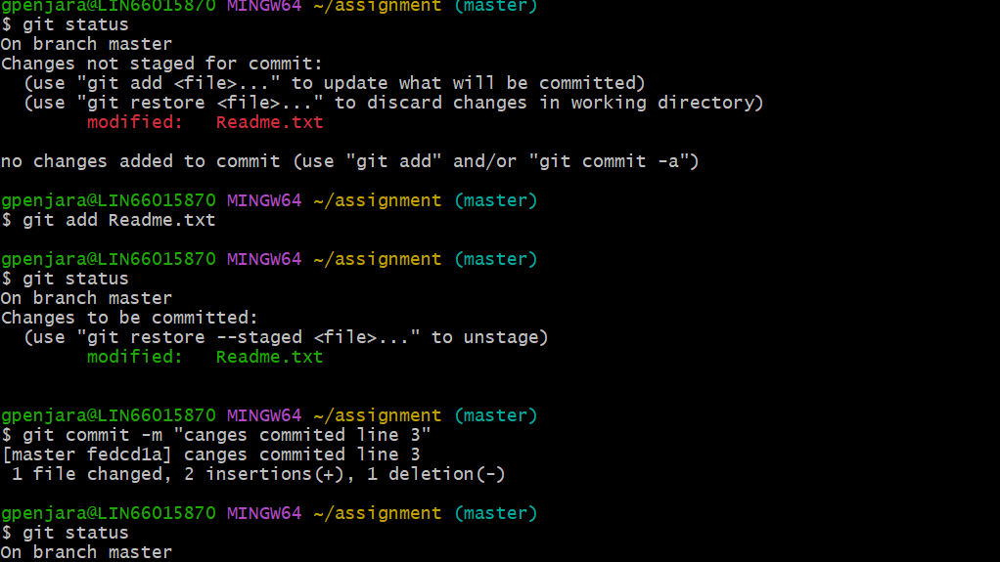 gpenjara@LIN66015870 MINGW64 ~/assignment (master)
$ git status
On branch master
Changes not staged for commit:
  (use "git add <file>..." to update what will be committed)
  (use "git restore <file>..." to discard changes in working directory)
        modified:   Readme.txt

no changes added to commit (use "git add" and/or "git commit -a")

gpenjara@LIN66015870 MINGW64 ~/assignment (master)
$ git add Readme.txt

gpenjara@LIN66015870 MINGW64 ~/assignment (master)
$ git status
On branch master
Changes to be committed:
  (use "git restore --staged <file>..." to unstage)
        modified:   Readme.txt


gpenjara@LIN66015870 MINGW64 ~/assignment (master)
$ git commit -m "canges commited line 3"
[master fedcd1a] canges commited line 3
 1 file changed, 2 insertions(+), 1 deletion(-)

gpenjara@LIN66015870 MINGW64 ~/assignment (master)
$ git status
On branch master